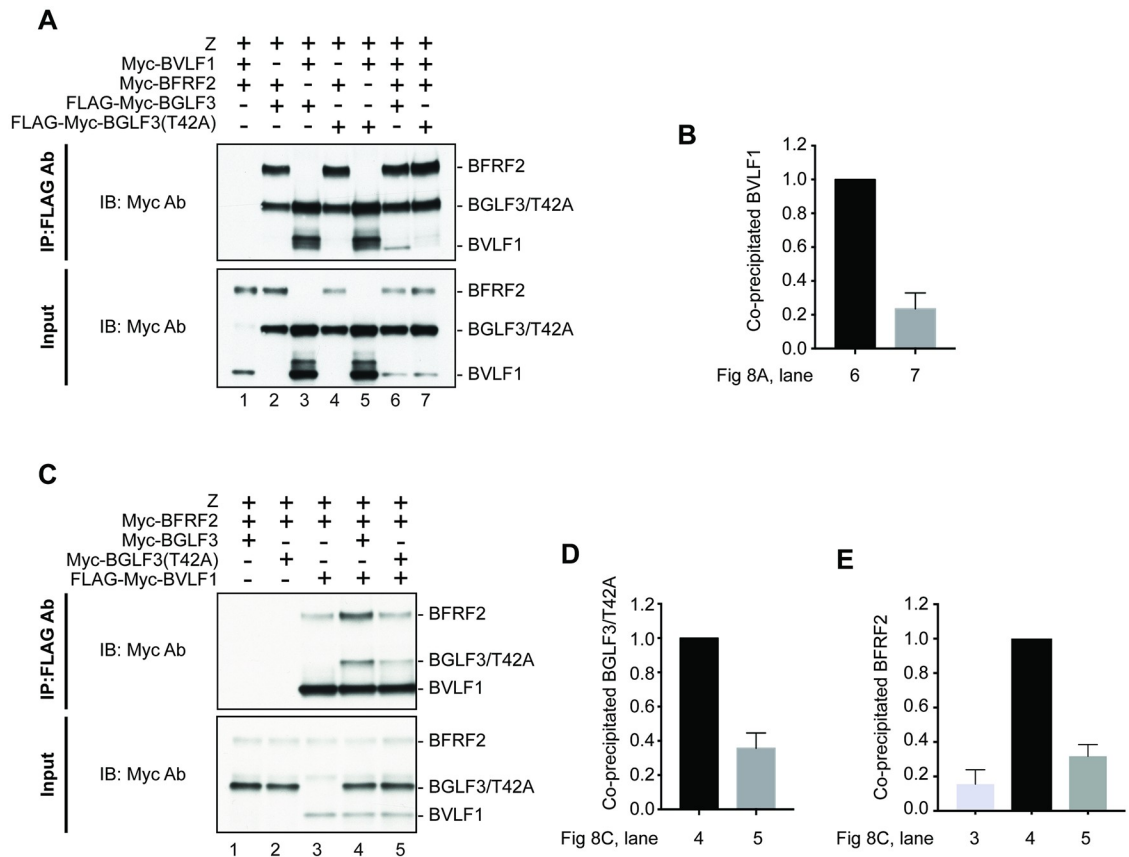 A
Z + + + + + + +
Myc-BVLF1 + - + - + + +
Myc-BFRF2 + + - + - + +
FLAG-Myc-BGLF3 - + + - - + -
FLAG-Myc-BGLF3(T42A) - - - + + - +
IP:FLAG Ab
IB: Myc Ab
- BFRF2
- BGLF3/T42A
- BVLF1
Input
IB: Myc Ab
- BFRF2
- BGLF3/T42A
- BVLF1
1 2 3 4 5 6 7
B
Co-precipitated BVLF1
1.2
1.0
0.8
0.6
0.4
0.2
0.0
Fig 8A, lane 6 7
C
Z + + + + +
Myc-BFRF2 + + + + +
Myc-BGLF3 + - - + -
Myc-BGLF3(T42A) - + - - +
FLAG-Myc-BVLF1 - - + + +
IP:FLAG Ab
IB: Myc Ab
- BFRF2
- BGLF3/T42A
- BVLF1
Input
IB: Myc Ab
- BFRF2
- BGLF3/T42A
- BVLF1
1 2 3 4 5
D
Co-precipitated BGLF3/T42A
1.2
1.0
0.8
0.6
0.4
0.2
0.0
Fig 8C, lane 4 5
E
Co-precipitated BFRF2
1.2
1.0
0.8
0.6
0.4
0.2
0.0
Fig 8C, lane 3 4 5